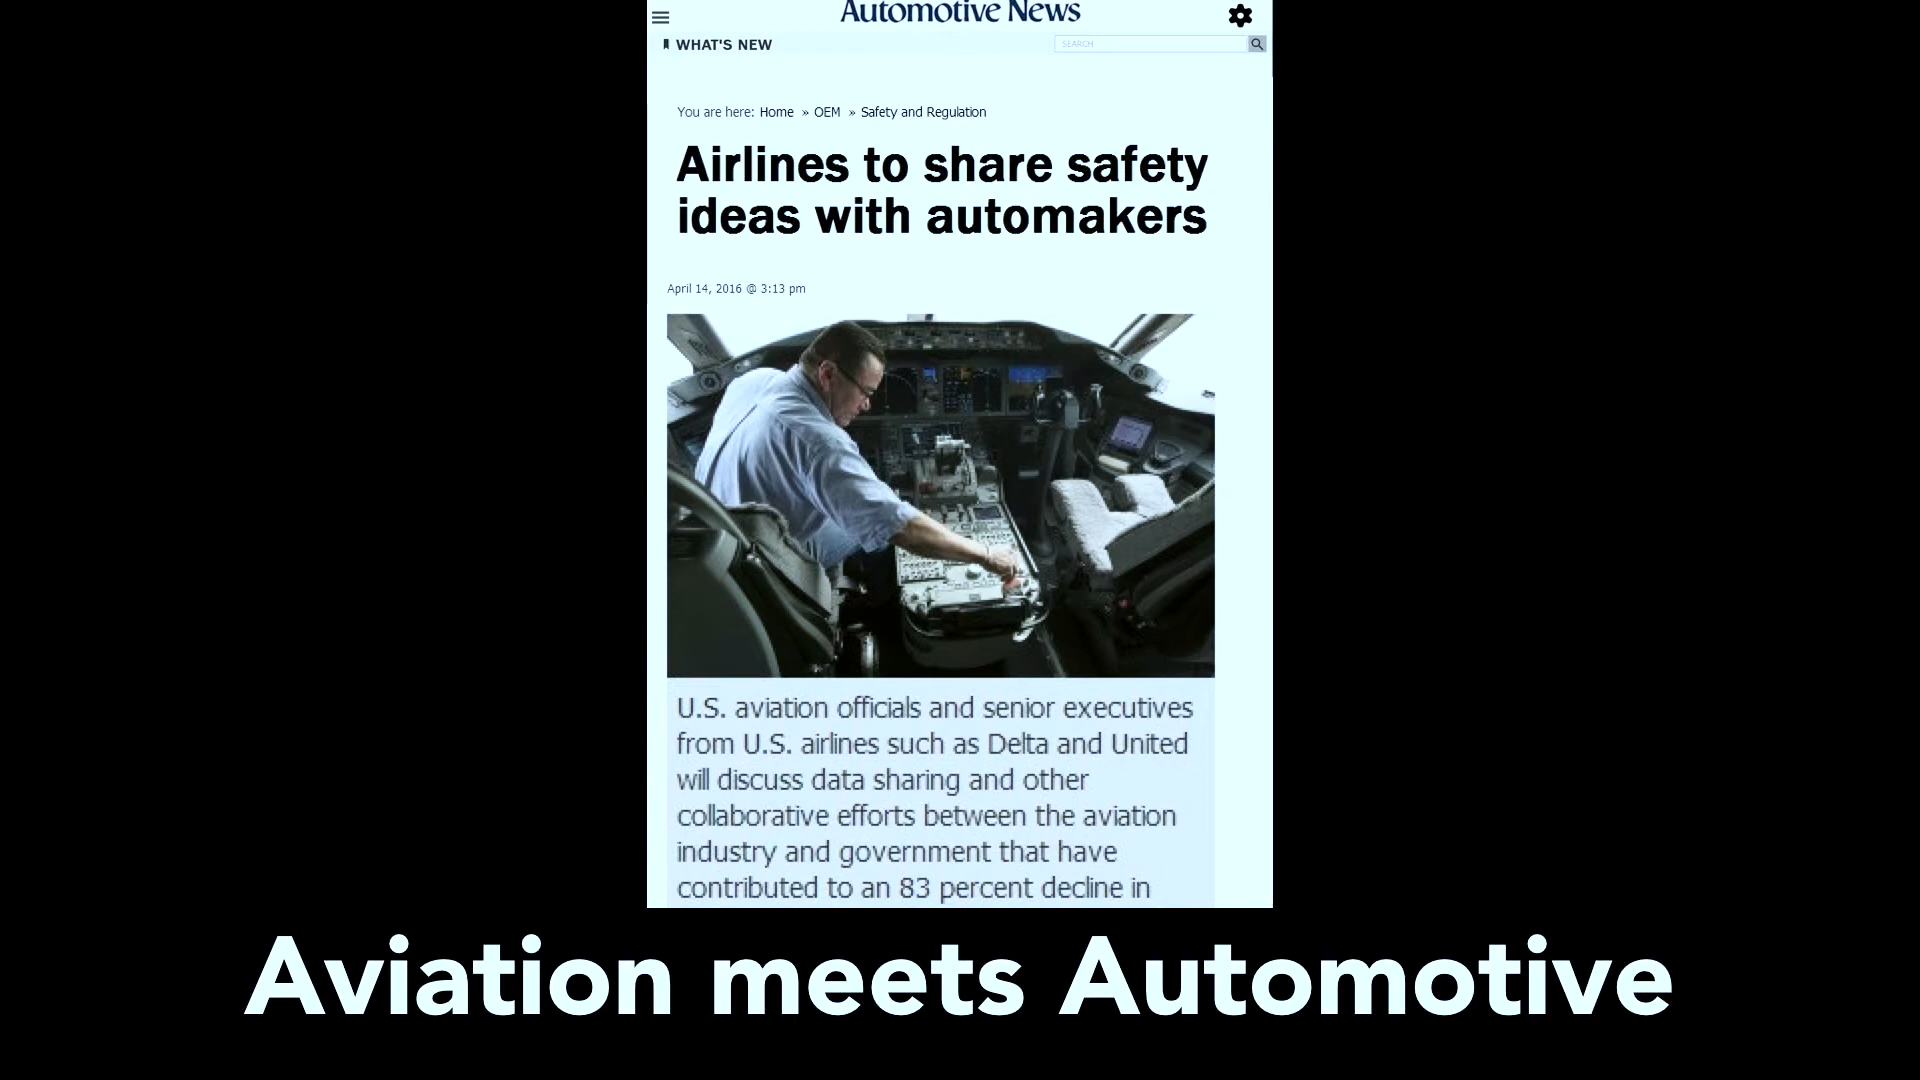 Automotive News
WHAT'S NEW
SEARCH
You are here: Home » OEM » Safety and Regulation
Airlines to share safety
ideas with automakers
April 14, 2016 @ 3:13 pm
U.S. aviation officials and senior executives
from U.S. airlines such as Delta and United
will discuss data sharing and other
collaborative efforts between the aviation
industry and government that have
contributed to an 83 percent decline in
Aviation meets Automotive